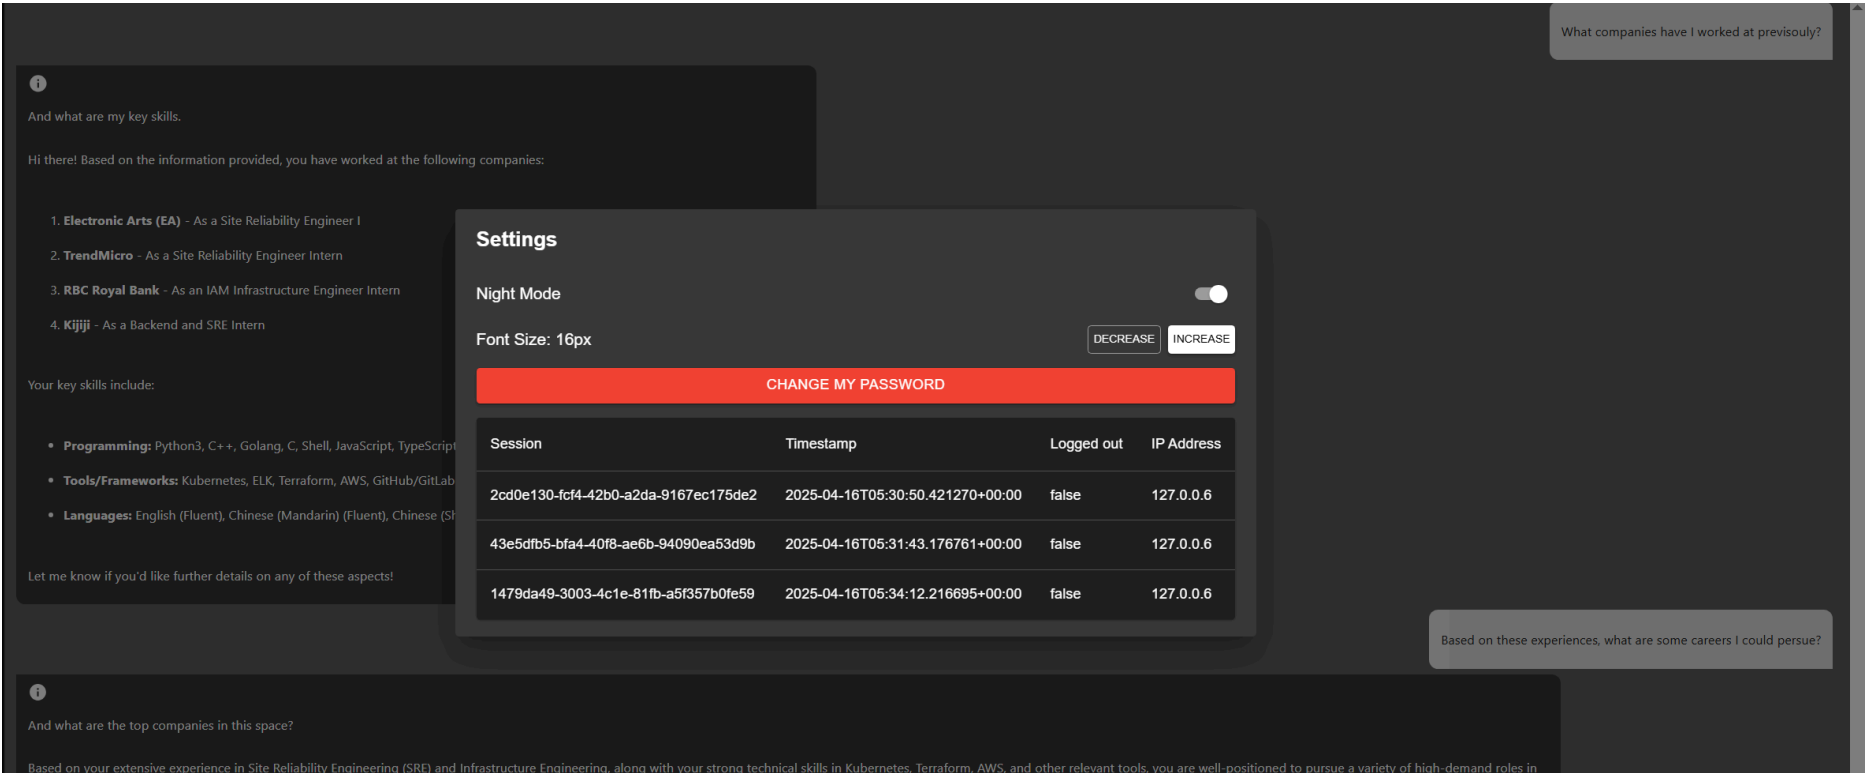 What companies have I worked at previsouly?
And what are my key skills.
Hi there! Based on the information provided, you have worked at the following companies:
1. Electronic Arts (EA) - As a Site Reliability Engineer I
2. TrendMicro - As a Site Reliability Engineer Intern
3. RBC Royal Bank - As an IAM Infrastructure Engineer Intern
4. Kijiji - As a Backend and SRE Intern
Your key skills include:
• Programming: Python3, C++, Golang, C, Shell, JavaScript, TypeScript
• Tools/Frameworks: Kubernetes, ELK, Terraform, AWS, GitHub/GitLab
• Languages: English (Fluent), Chinese (Mandarin) (Fluent), Chinese (Sh
Let me know if you'd like further details on any of these aspects!
Settings
Night Mode
Font Size: 16px DECREASE INCREASE
CHANGE MY PASSWORD
Session Timestamp Logged out IP Address
2cd0e130-fcf4-42b0-a2da-9167ec175de2 2025-04-16T05:30:50.421270+00:00 false 127.0.0.6
43e5dfb5-bfa4-40f8-ae6b-94090ea53d9b 2025-04-16T05:31:43.176761+00:00 false 127.0.0.6
1479da49-3003-4c1e-81fb-a5f357b0fe59 2025-04-16T05:34:12.216695+00:00 false 127.0.0.6
Based on these experiences, what are some careers I could persue?
And what are the top companies in this space?
Based on your extensive experience in Site Reliability Engineering (SRE) and Infrastructure Engineering, along with your strong technical skills in Kubernetes, Terraform, AWS, and other relevant tools, you are well-positioned to pursue a variety of high-demand roles in